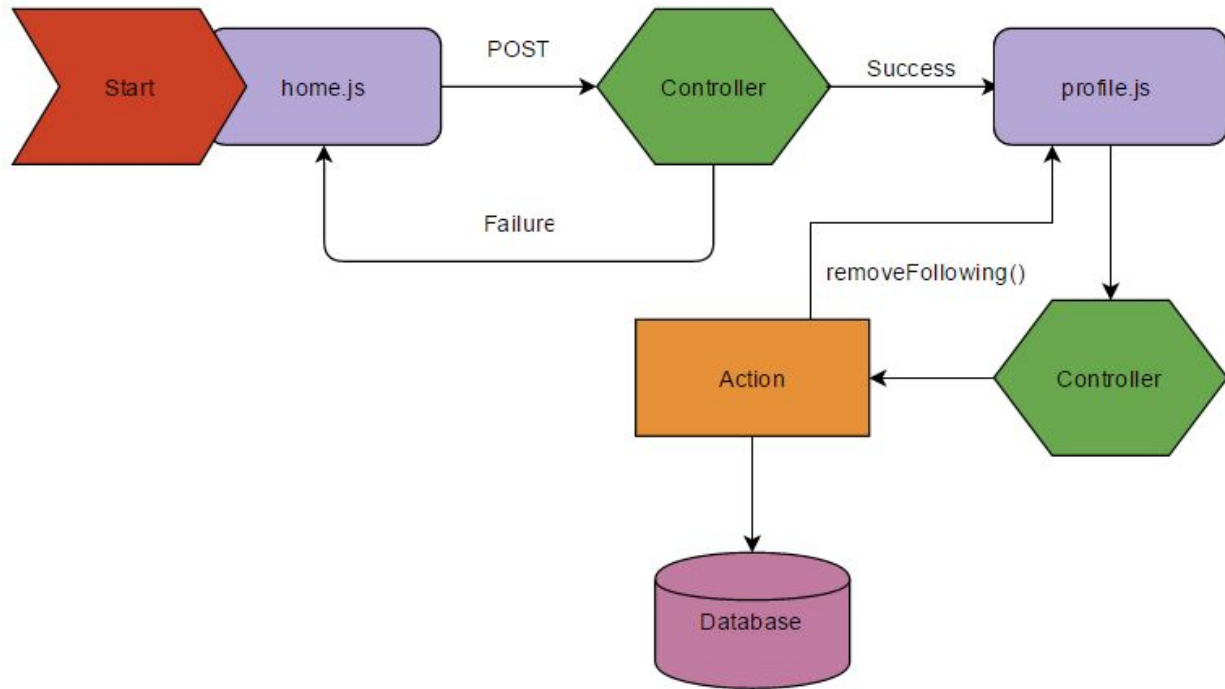 Start
home.js
POST
Controller
Success
profile.js
Failure
removeFollowing()
Action
Controller
Database